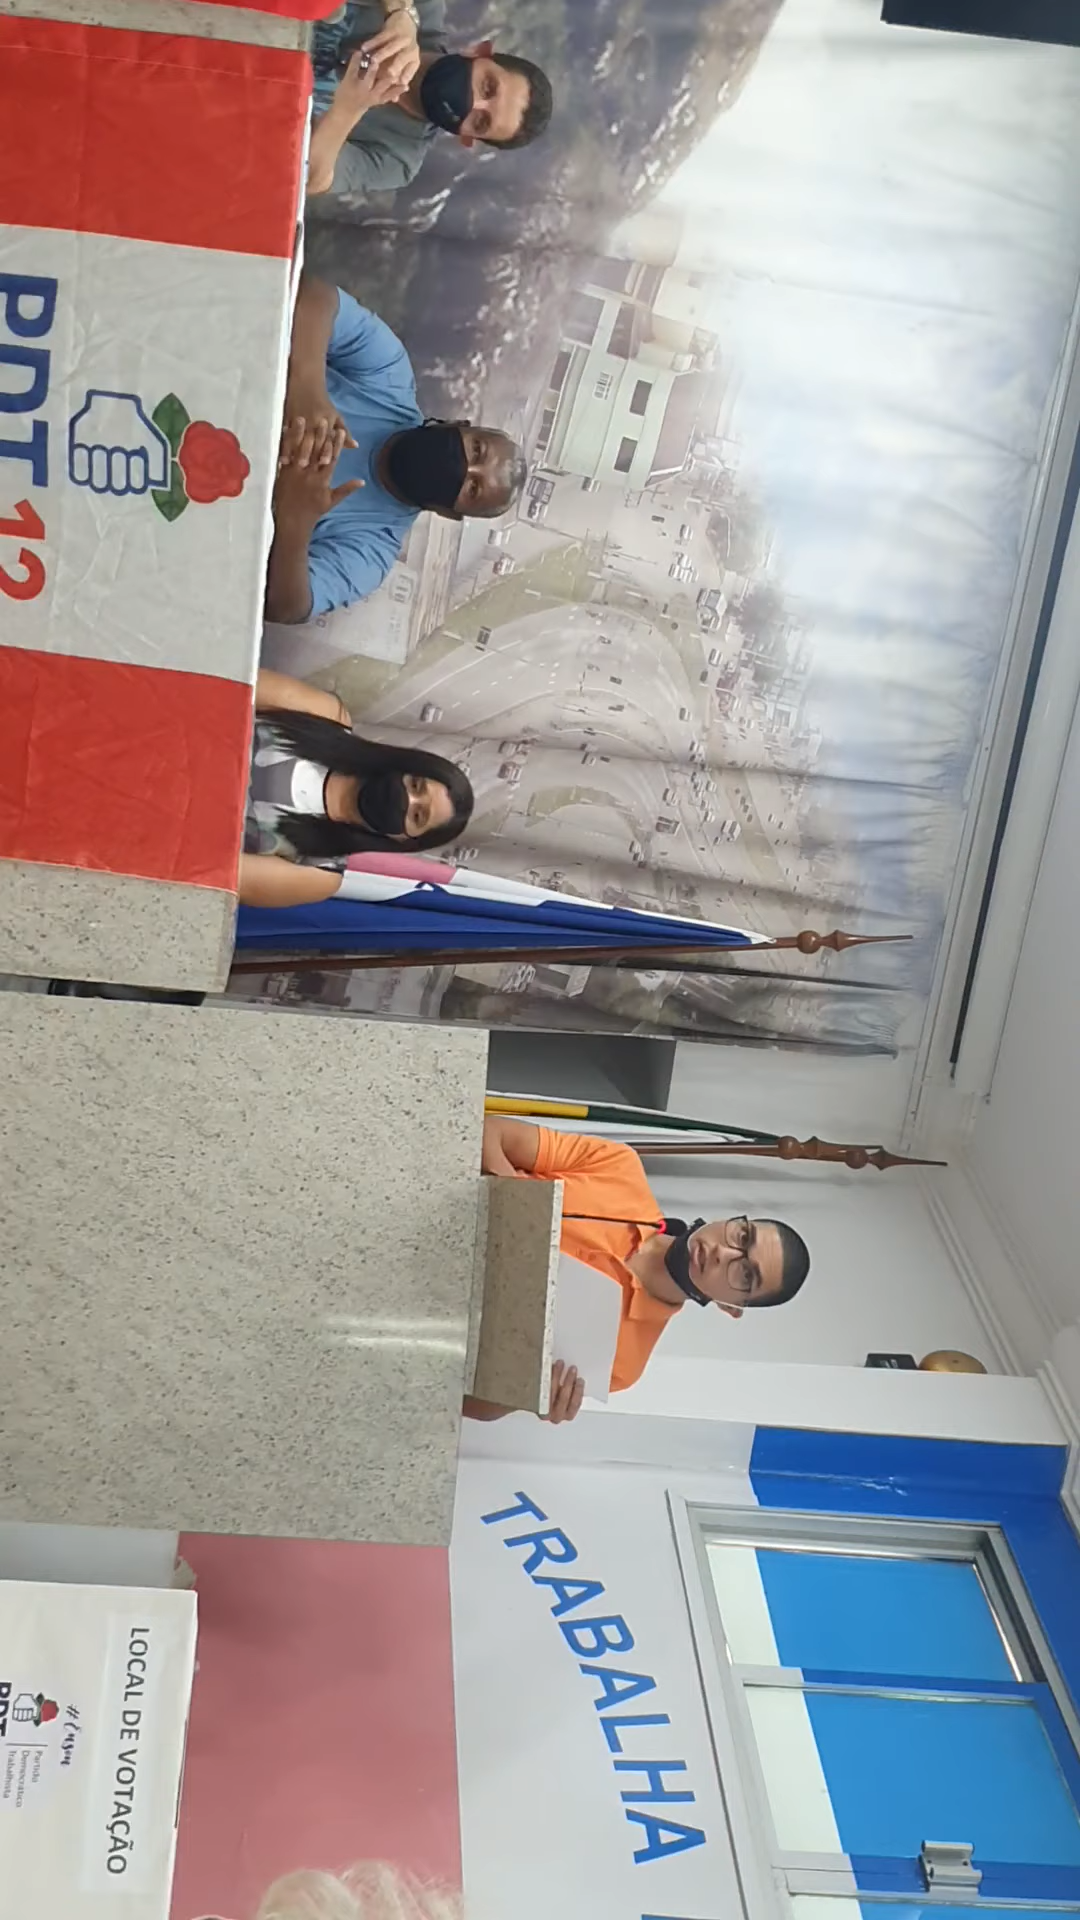 PDT 12
TRABALHA
LOCAL DE VOTAÇÃO
PDT
Partido
Democrático
Trabalhista